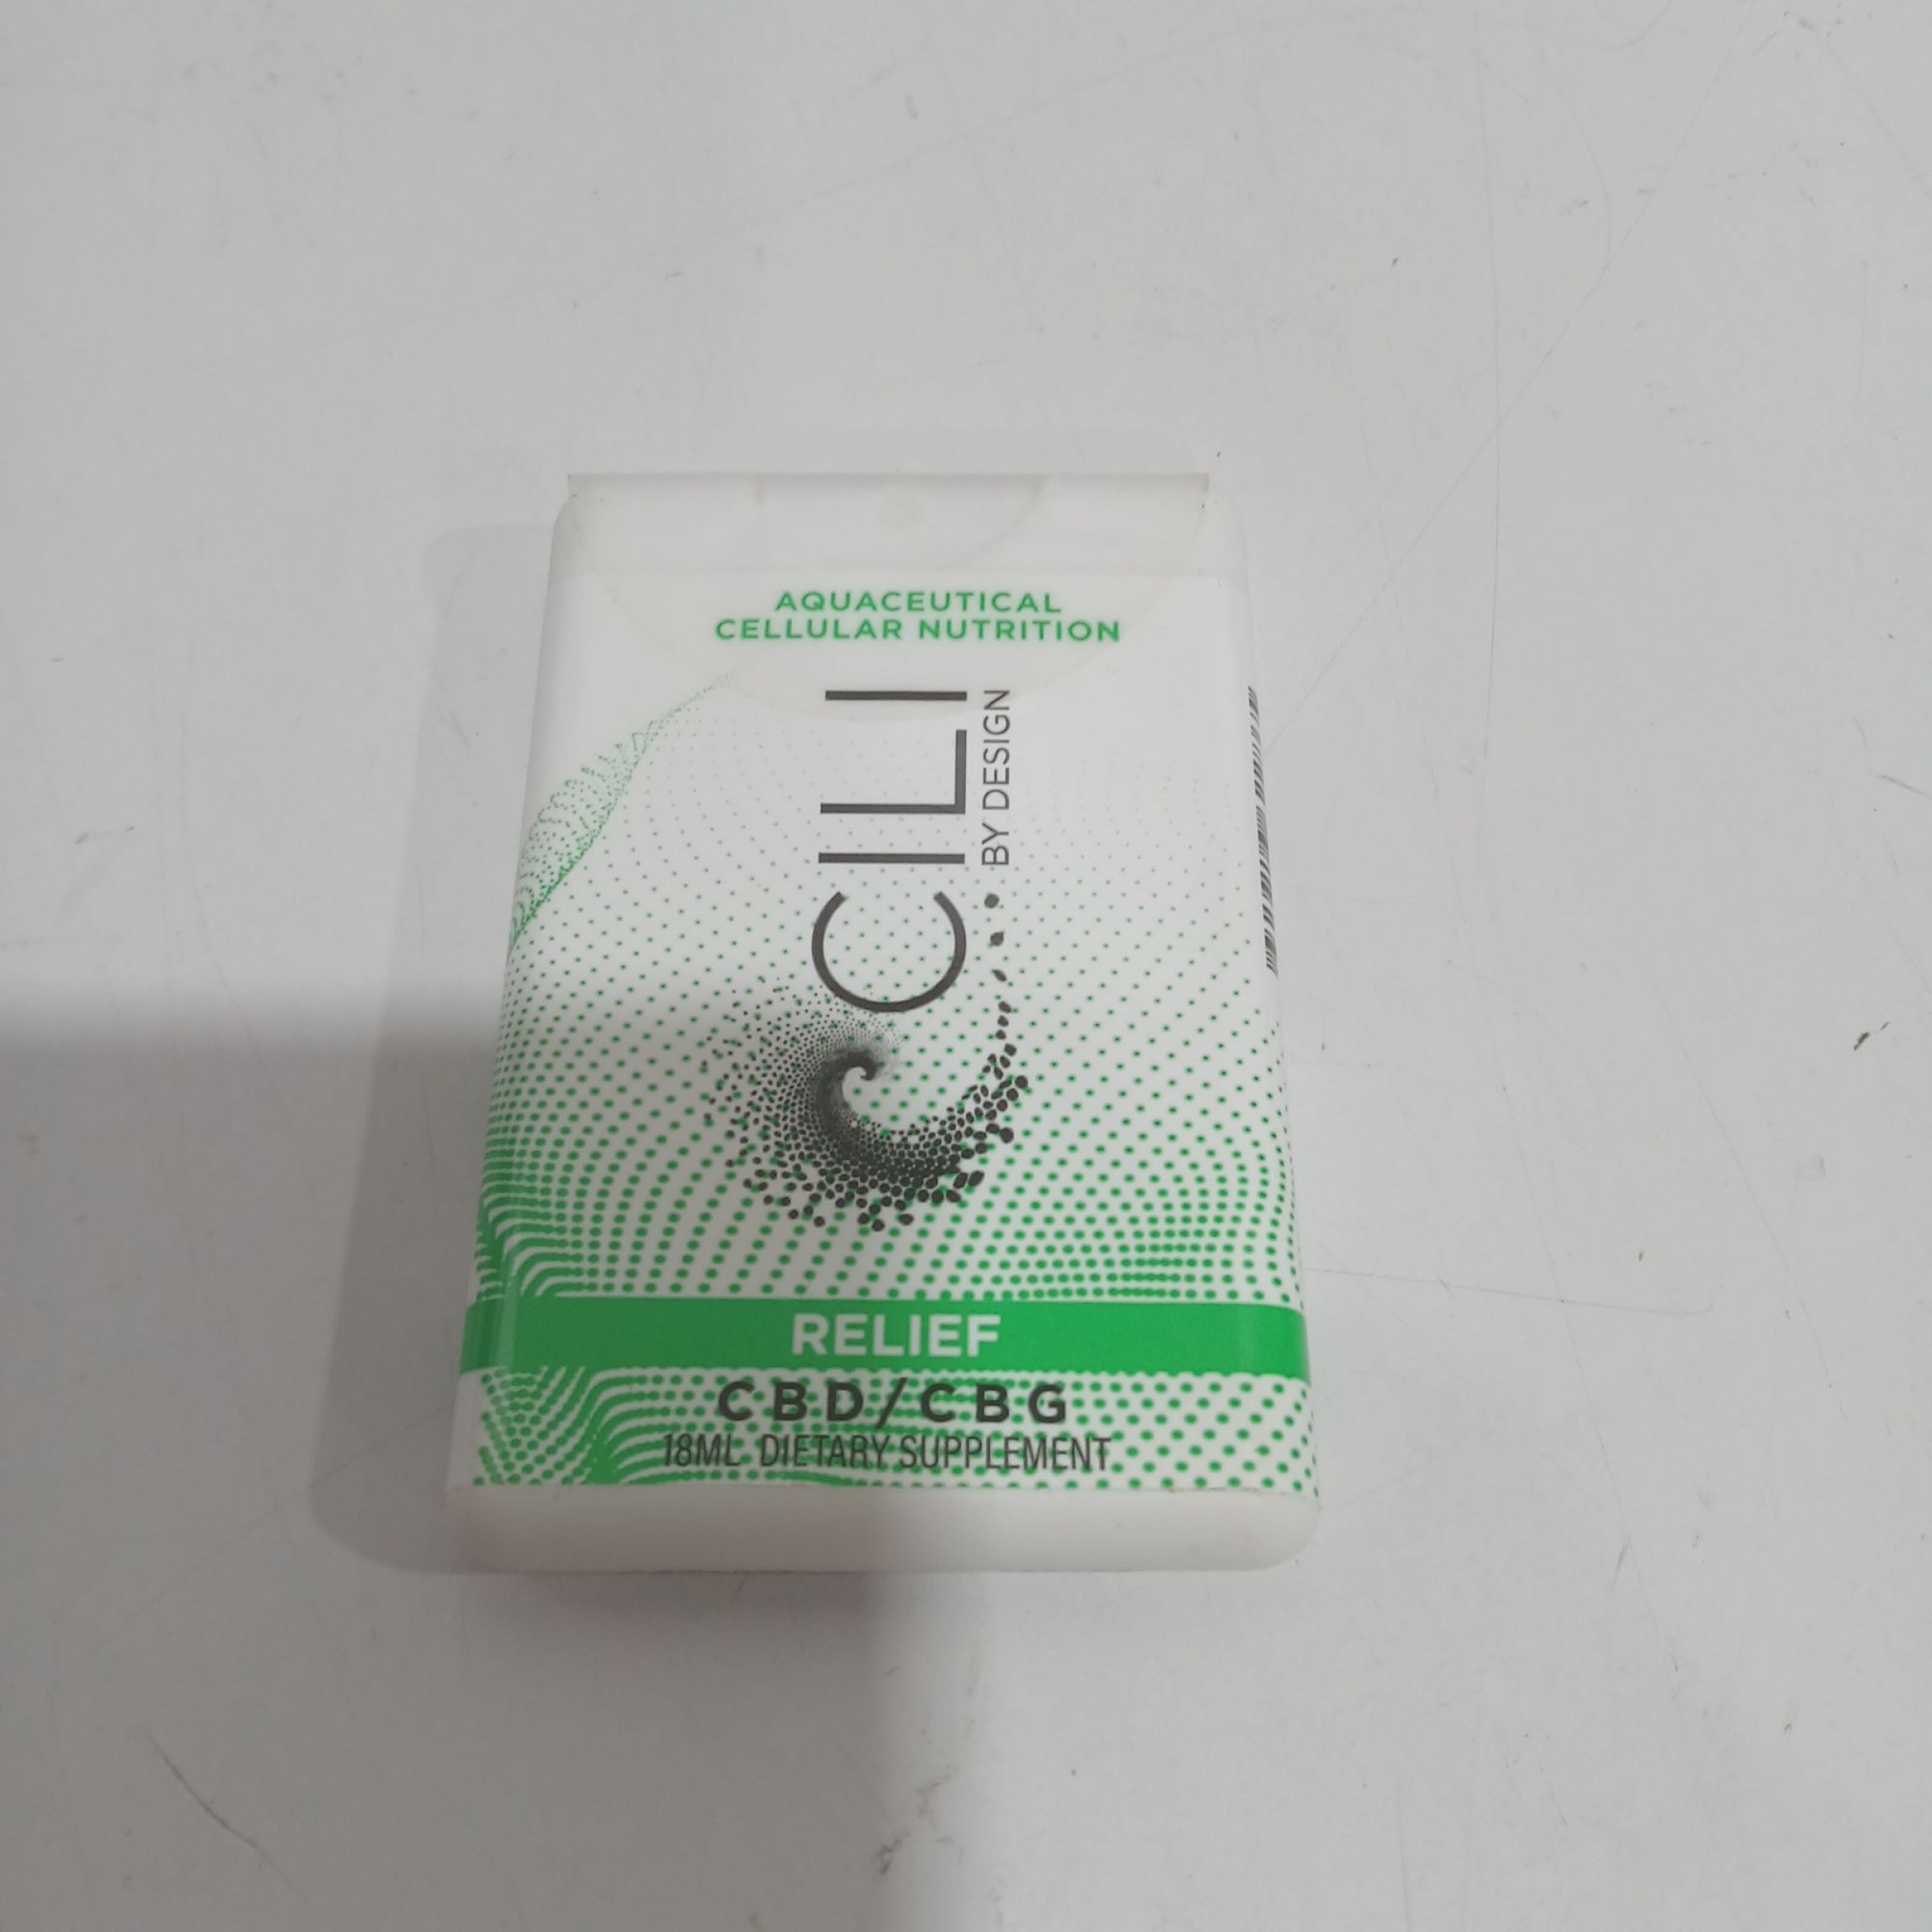 AQUACEUTICAL
CELLULAR NUTRITION
CILI
BY DESIGN
RELIEF
CBD/CBG
18ML DIETARY SUPPLEMENT